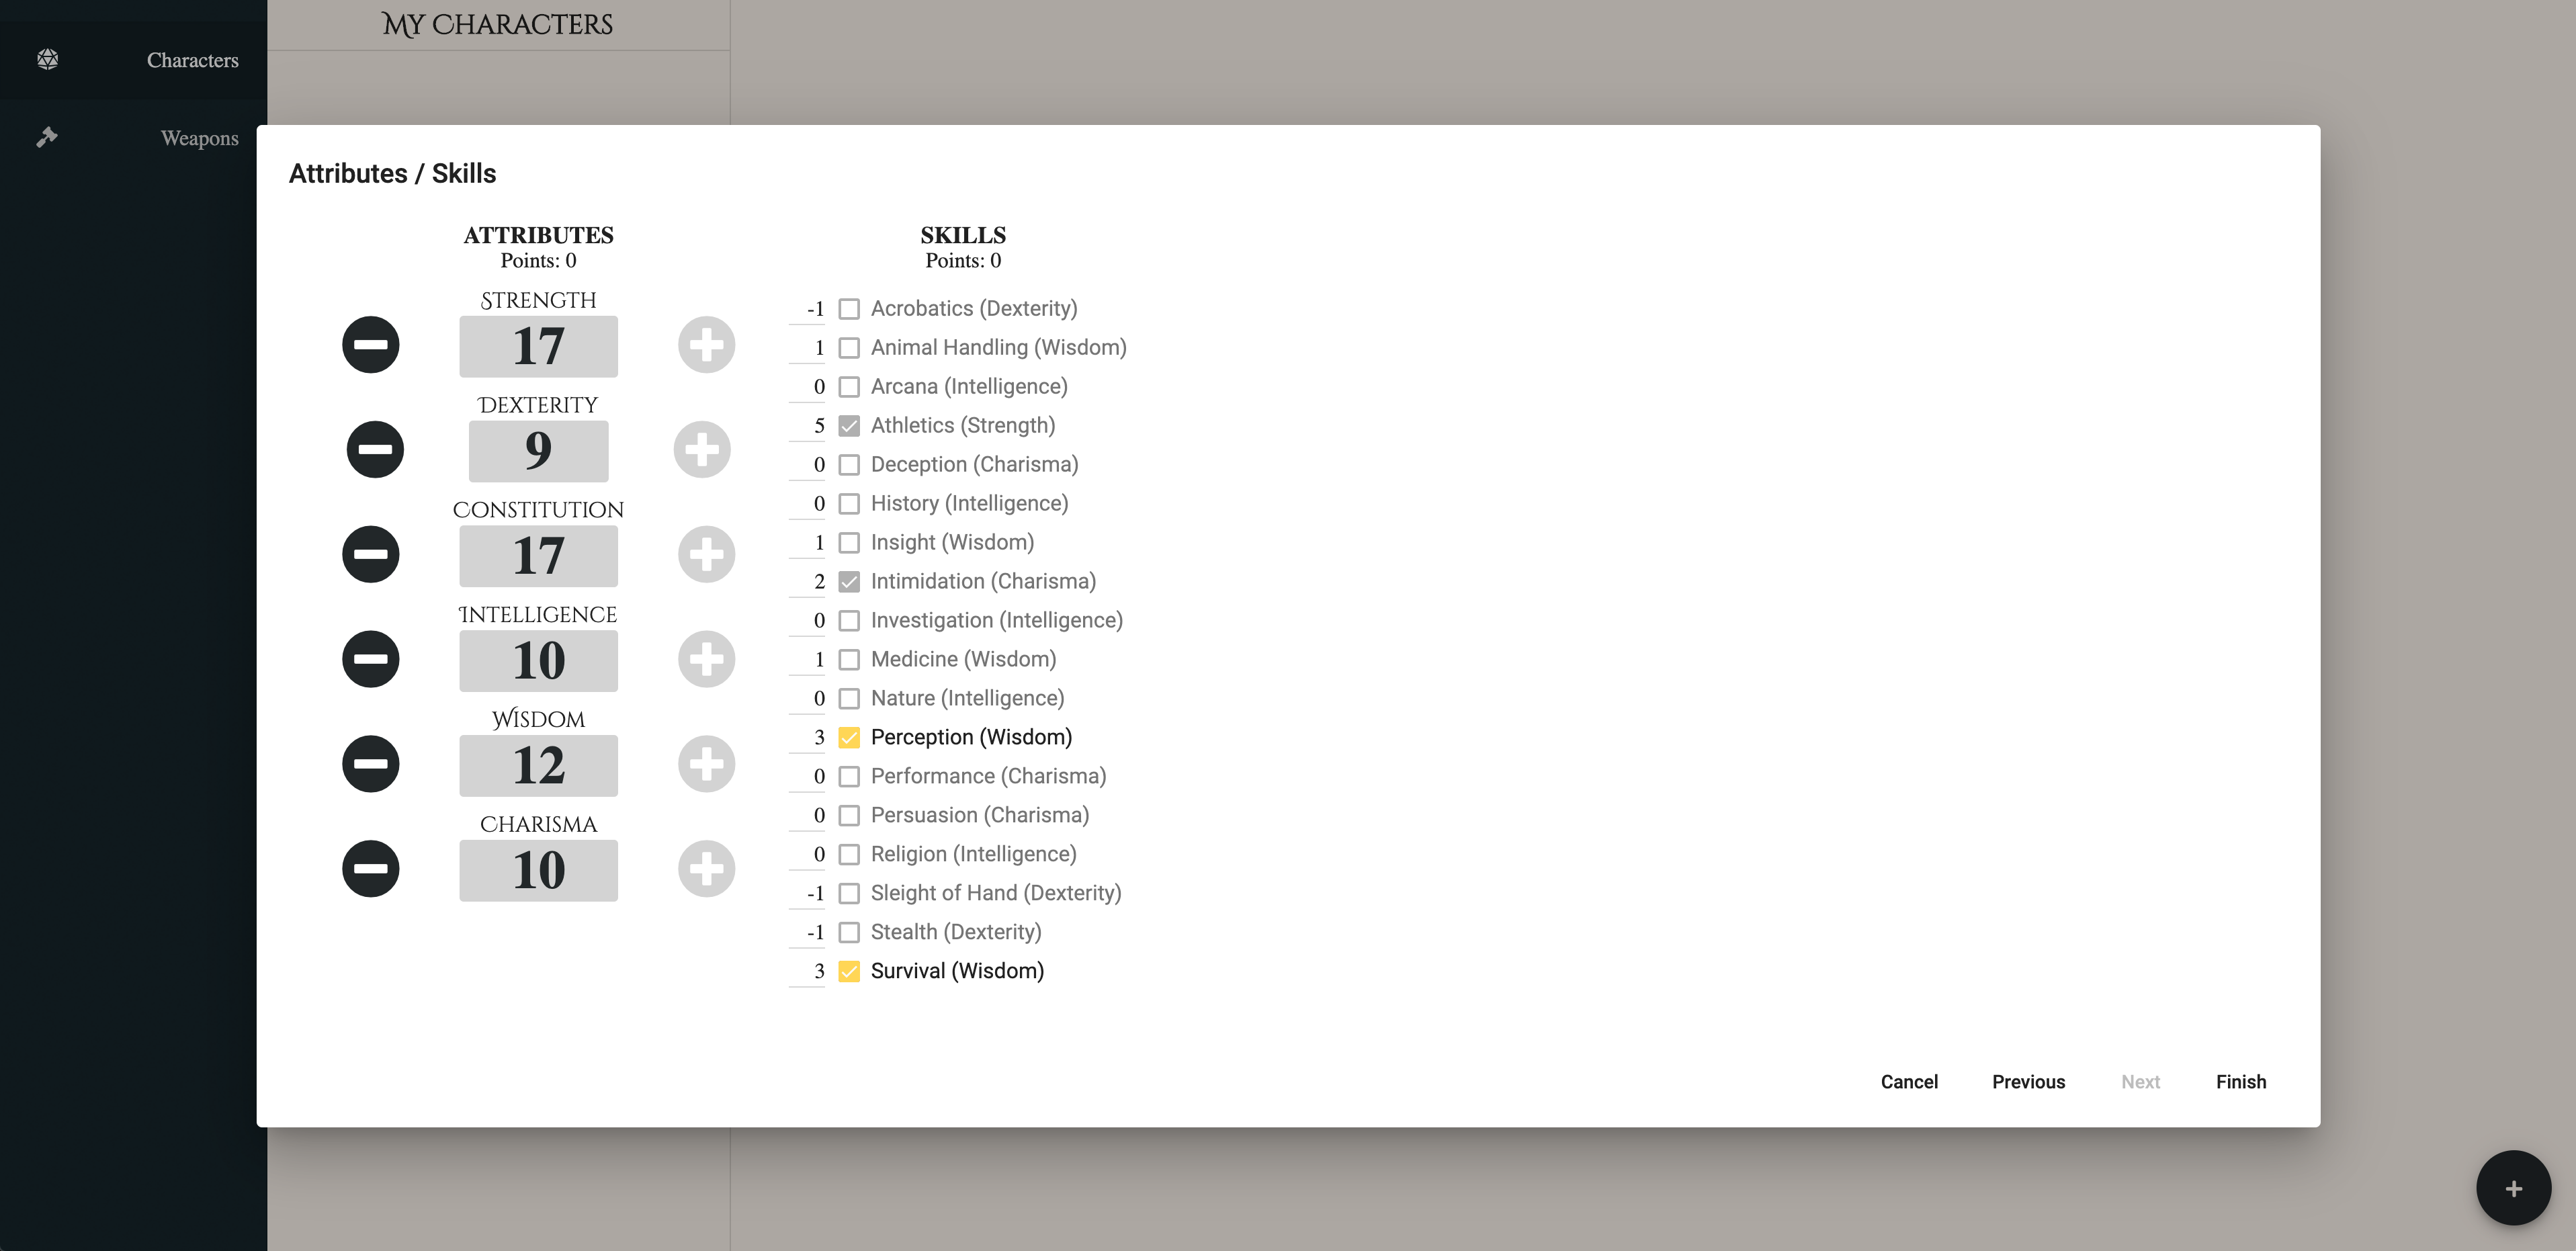 Characters
Weapons
My Characters
Attributes / Skills
ATTRIBUTES
Points: 0
Strength
17
Dexterity
9
Constitution
17
Intelligence
10
Wisdom
12
Charisma
10
SKILLS
Points: 0
-1 Acrobatics (Dexterity)
1 Animal Handling (Wisdom)
0 Arcana (Intelligence)
5 Athletics (Strength)
0 Deception (Charisma)
0 History (Intelligence)
1 Insight (Wisdom)
2 Intimidation (Charisma)
0 Investigation (Intelligence)
1 Medicine (Wisdom)
0 Nature (Intelligence)
3 Perception (Wisdom)
0 Performance (Charisma)
0 Persuasion (Charisma)
0 Religion (Intelligence)
-1 Sleight of Hand (Dexterity)
-1 Stealth (Dexterity)
3 Survival (Wisdom)
Cancel Previous Next Finish